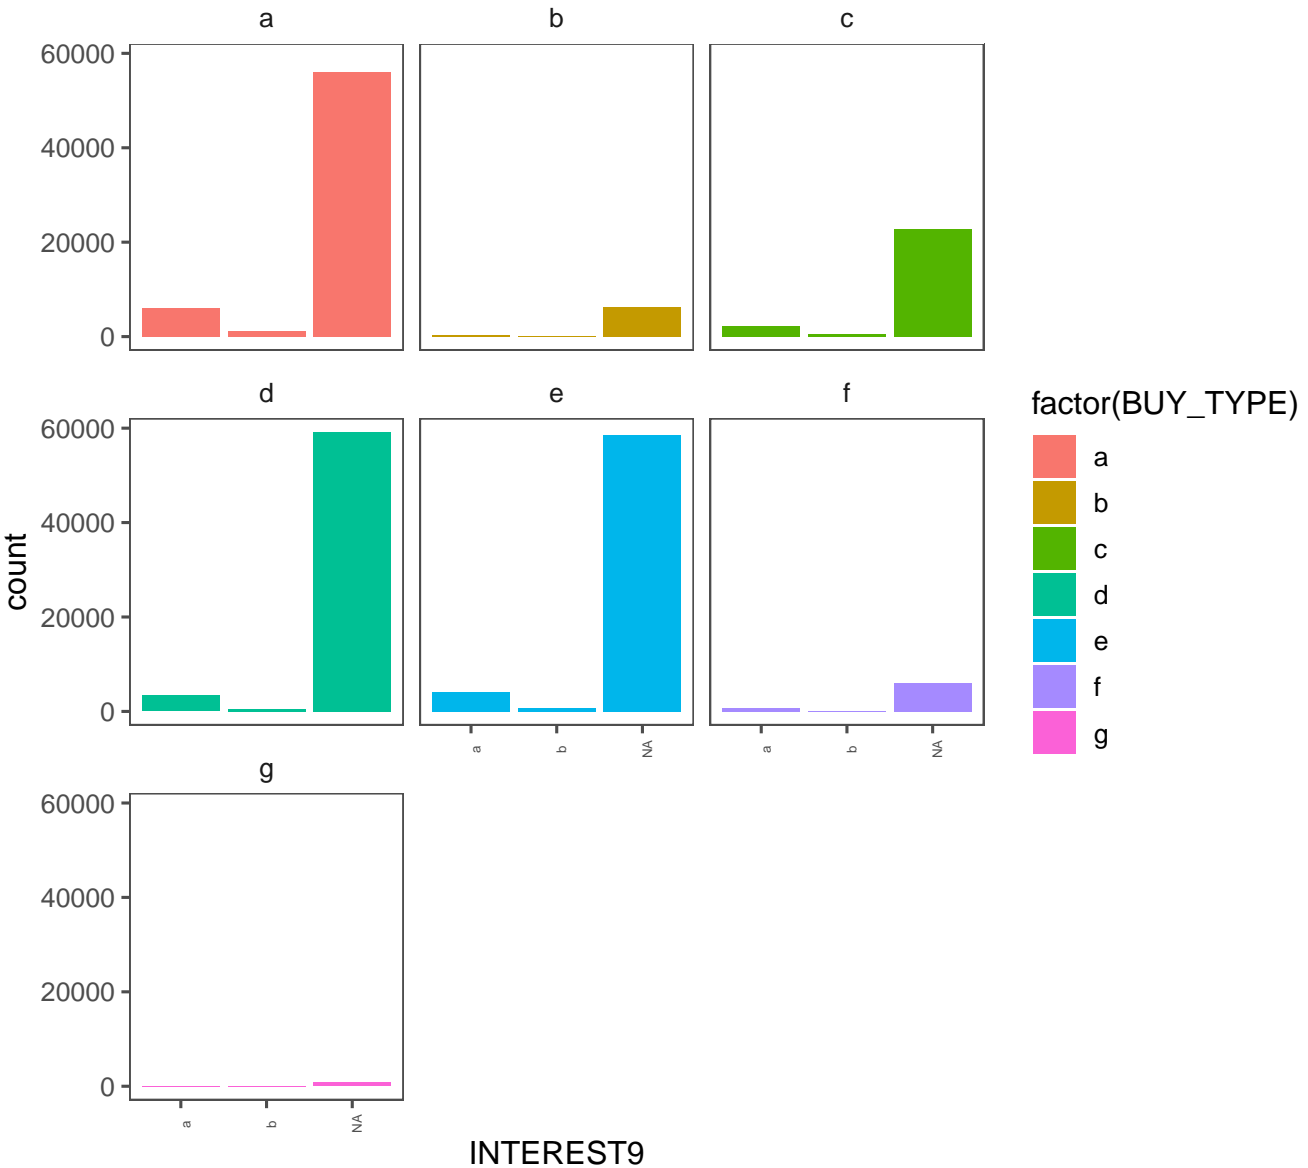 a b c
60000
40000
20000
0
d e f
60000
40000
20000
0
a b NA a b NA
g
60000
40000
20000
0
a b NA
count
INTEREST9
factor(BUY_TYPE)
a
b
c
d
e
f
g